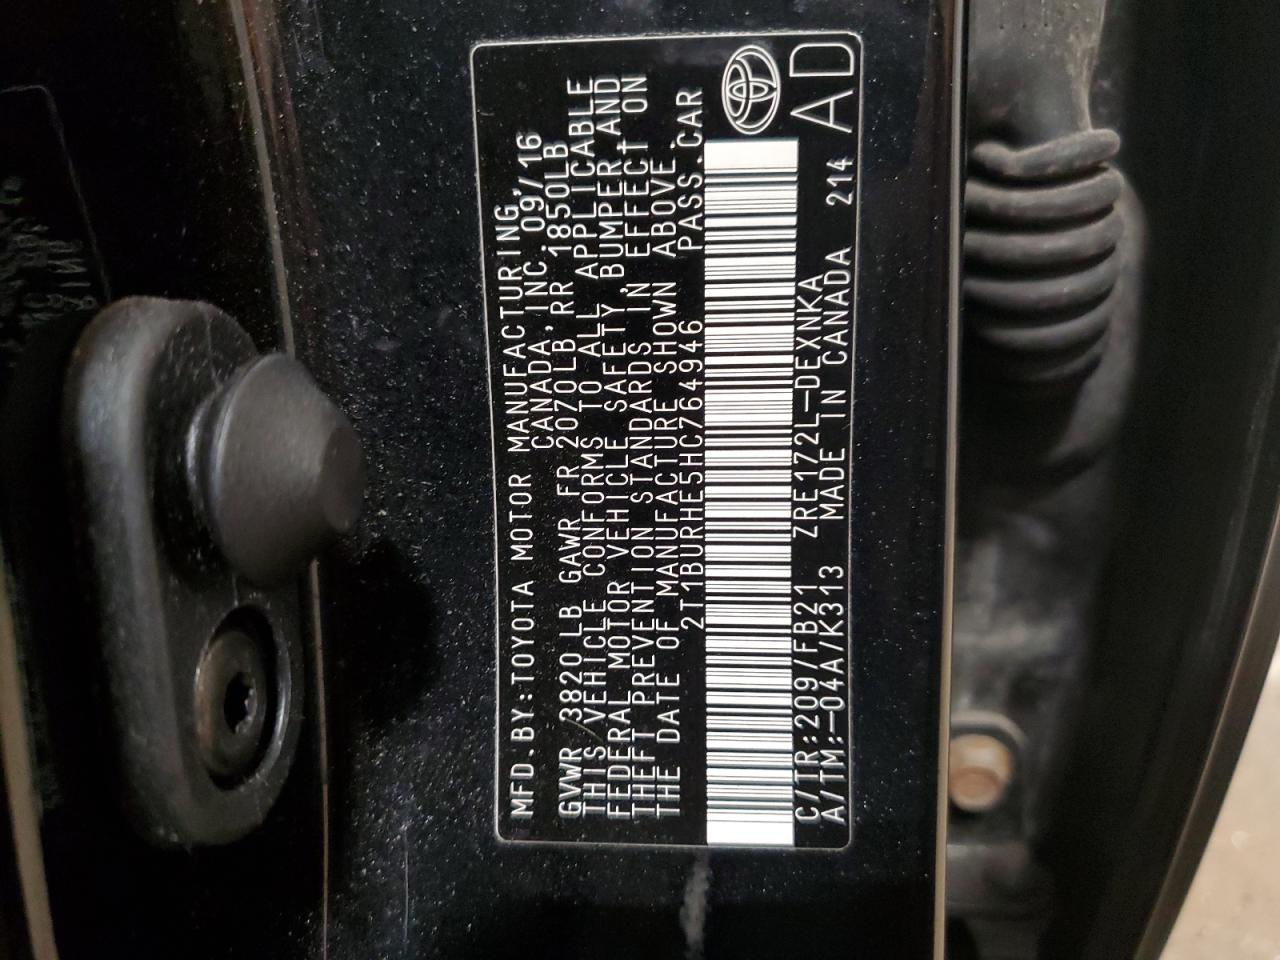 MFD.BY:TOYOTA MOTOR MANUFACTURING,
CANADA,INC. 09/16
GVWR 3820 LB GAWR FR 2070LB RR 1850LB
THIS VEHICLE CONFORMS TO ALL APPLICABLE
FEDERAL MOTOR VEHICLE SAFETY,BUMPER,AND
THEFT PREVENTION STANDARDS IN EFFECT ON
THE DATE OF MANUFACTURE SHOWN ABOVE.
2T1BURHE5HC764946 PASS.CAR
C/TR:209/FB21 ZRE172L-DEXNKA
A/TM:-04A/K313 MADE IN CANADA 214
AD